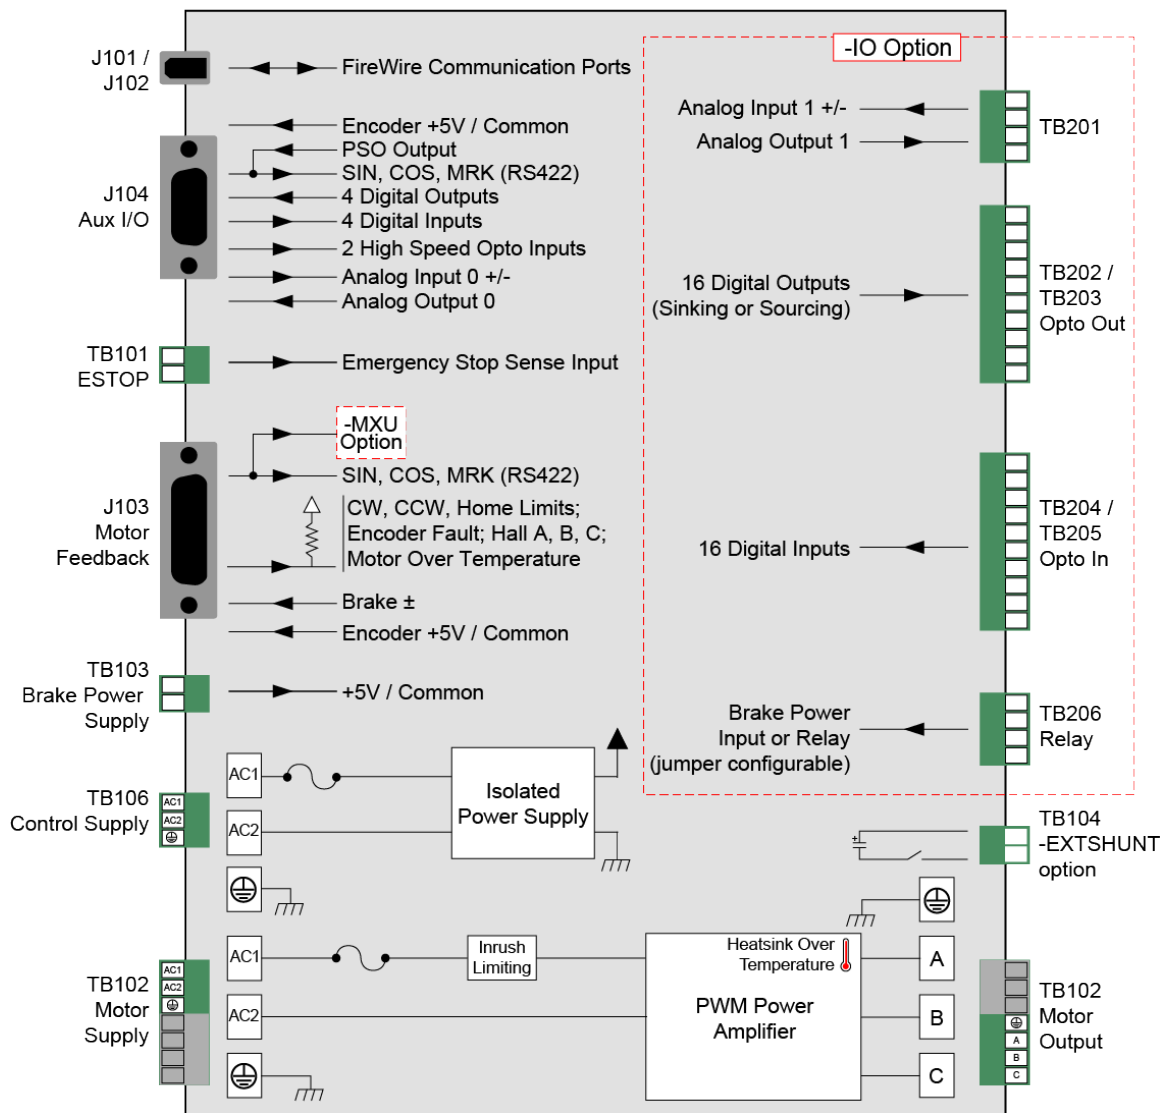 J101 /
J102
FireWire Communication Ports
Encoder +5V / Common
PSO Output
SIN, COS, MRK (RS422)
J104
Aux I/O
4 Digital Outputs
4 Digital Inputs
2 High Speed Opto Inputs
Analog Input 0 +/-
Analog Output 0
TB101
ESTOP
Emergency Stop Sense Input
-MXU
Option
SIN, COS, MRK (RS422)
J103
Motor
Feedback
CW, CCW, Home Limits;
Encoder Fault; Hall A, B, C;
Motor Over Temperature
Brake ±
Encoder +5V / Common
TB103
Brake Power
Supply
+5V / Common
TB106
Control Supply
AC1
AC2
AC1
AC2
Isolated
Power Supply
TB102
Motor
Supply
AC1
AC2
AC1
AC2
Inrush
Limiting
Heatsink Over
Temperature
PWM Power
Amplifier
A
B
C
-IO Option
Analog Input 1 +/-
Analog Output 1
TB201
16 Digital Outputs
(Sinking or Sourcing)
TB202 /
TB203
Opto Out
16 Digital Inputs
TB204 /
TB205
Opto In
Brake Power
Input or Relay
(jumper configurable)
TB206
Relay
+
TB104
-EXTSHUNT
option
TB102
Motor
Output
A
B
C